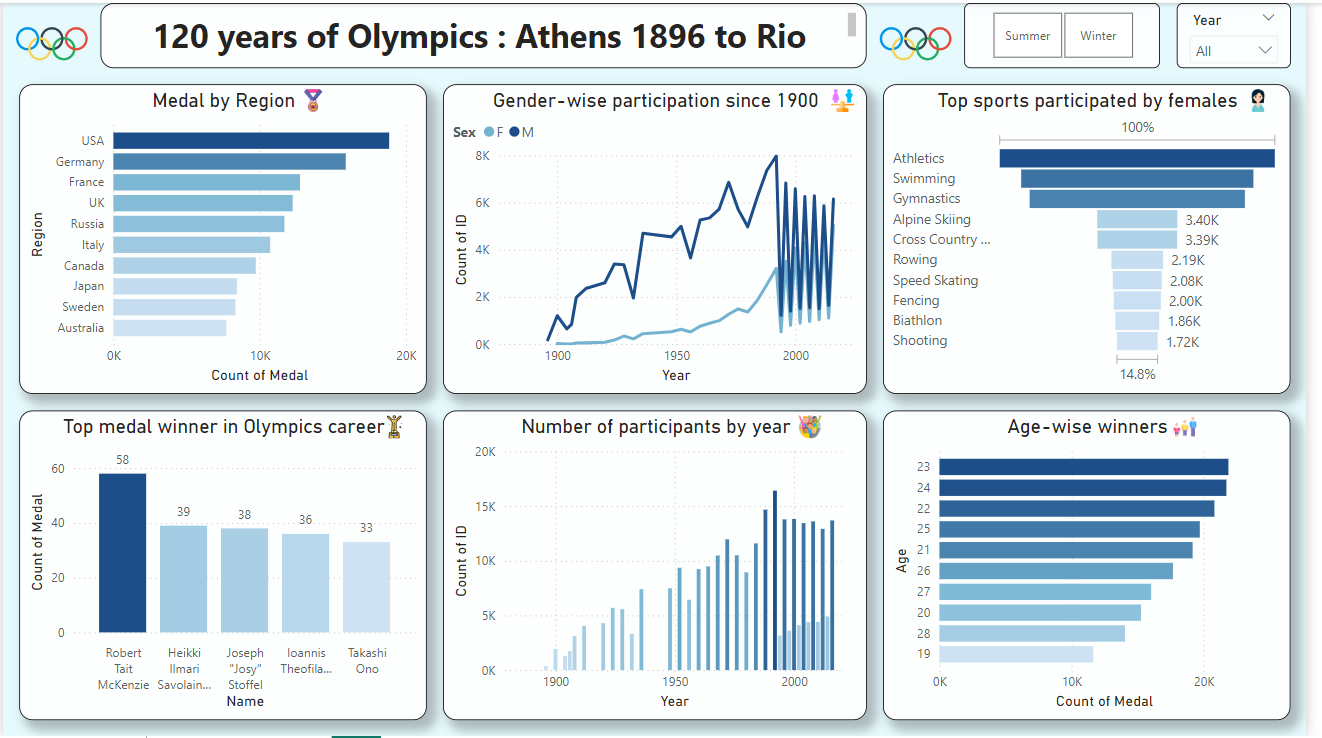 120 years of Olympics : Athens 1896 to Rio
Summer
Winter
Year
All
Medal by Region
Region
USA
Germany
France
UK
Russia
Italy
Canada
Japan
Sweden
Australia
0K 10K 20K
Count of Medal
Gender-wise participation since 1900
Sex F M
Count of ID
8K
6K
4K
2K
0K
1900 1950 2000
Year
Top sports participated by females
100%
Athletics
Swimming
Gymnastics
Alpine Skiing 3.40K
Cross Country ... 3.39K
Rowing 2.19K
Speed Skating 2.08K
Fencing 2.00K
Biathlon 1.86K
Shooting 1.72K
14.8%
Top medal winner in Olympics career
Count of Medal
60
40
20
0
58
39
38
36
33
Robert
Tait
McKenzie
Heikki
Ilmari
Savolain...
Joseph
"Josy"
Stoffel
Ioannis
Theofila...
Takashi
Ono
Name
Number of participants by year
Count of ID
20K
15K
10K
5K
0K
1900 1950 2000
Year
Age-wise winners
Age
23
24
22
25
21
26
27
20
28
19
0K 10K 20K
Count of Medal